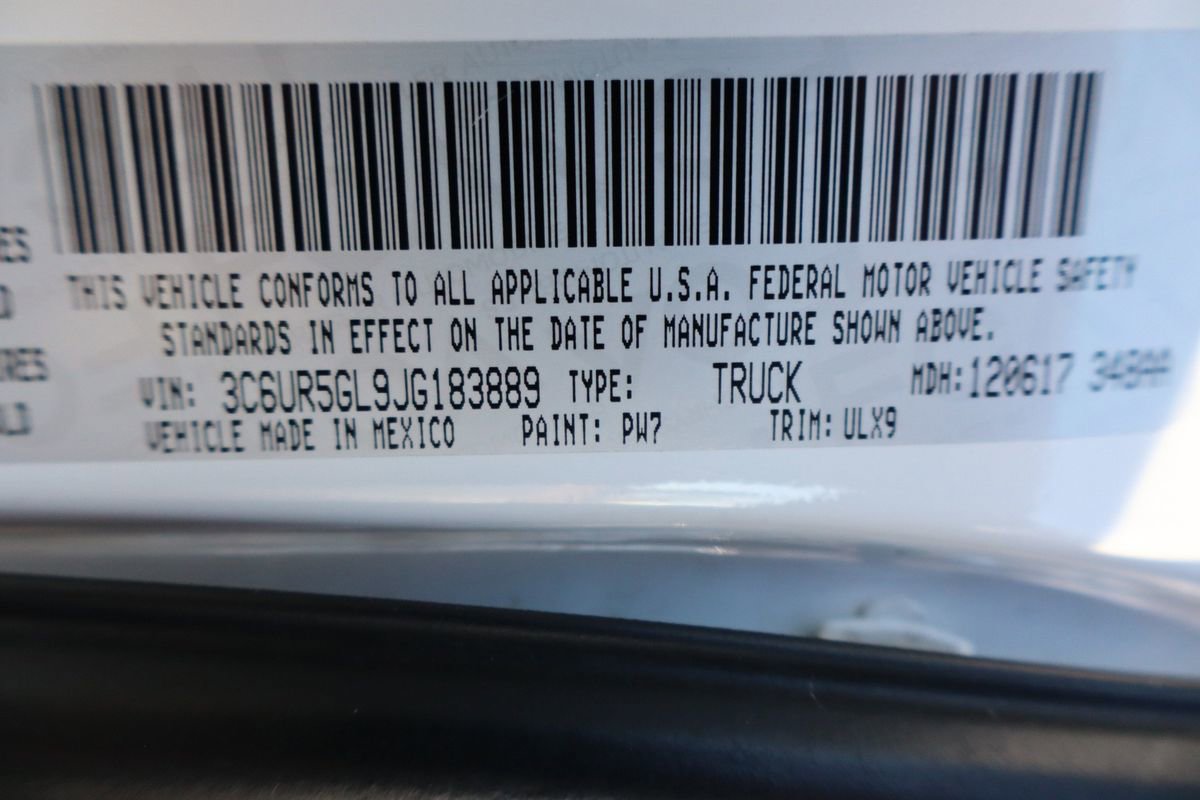 THIS VEHICLE CONFORMS TO ALL APPLICABLE U.S.A. FEDERAL MOTOR VEHICLE SAFETY
STANDARDS IN EFFECT ON THE DATE OF MANUFACTURE SHOWN ABOVE.
VIN: 3C6UR5GL9JG183889 TYPE: TRUCK MDH: 120617
VEHICLE MADE IN MEXICO PAINT: PW7 TRIM: ULX9